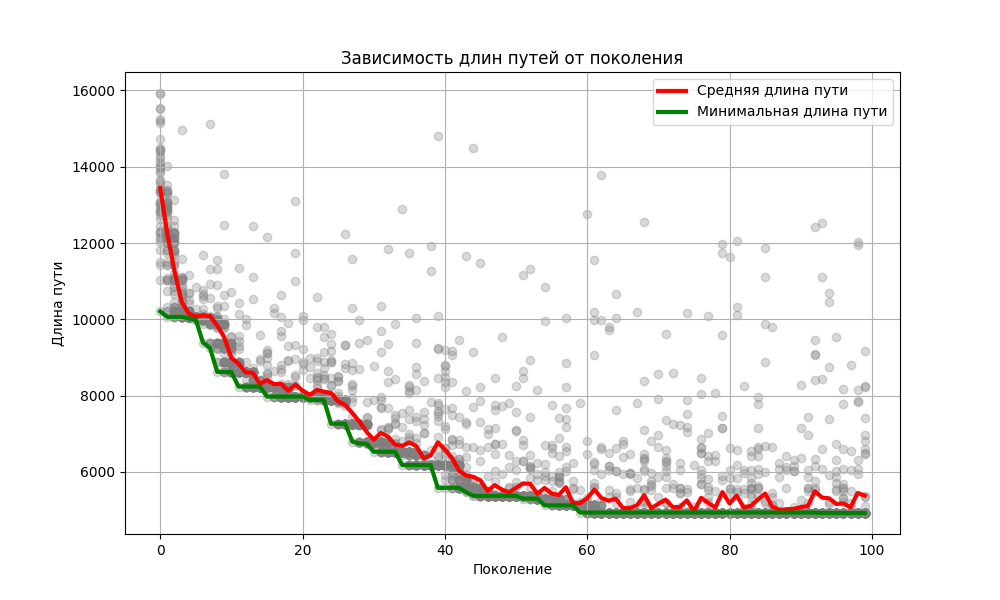 Зависимость длин путей от поколения
Средняя длина пути
Минимальная длина пути
16000
14000
12000
10000
8000
6000
Длина пути
0 20 40 60 80 100
Поколение